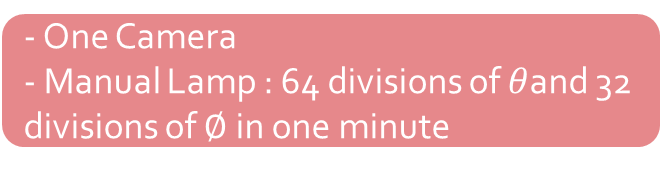 - One Camera
- Manual Lamp : 64 divisions of 𝜃and 32
divisions of Ø in one minute